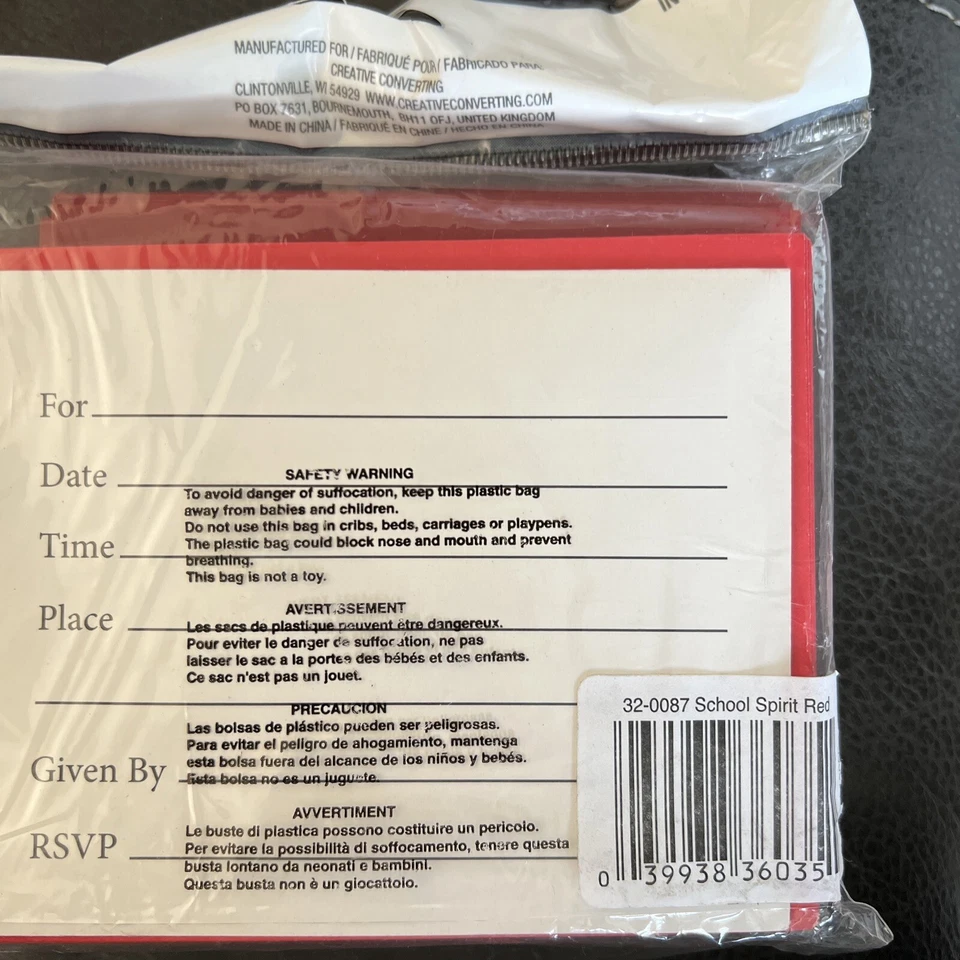 IN
MANUFACTURED FOR / FABRIQUÉ POUR / FABRICADO PARA:
CREATIVE CONVERTING
CLINTONVILLE, WI 54929 WWW.CREATIVECONVERTING.COM
PO BOX 7631, BOURNEMOUTH, BH11 OFJ, UNITED KINGDOM
MADE IN CHINA / FABRIQUÉ EN CHINE / HECHO EN CHINA
For
Date
Time
Place
Given By
RSVP
SAFETY WARNING
To avoid danger of suffocation, keep this plastic bag
away from babies and children.
Do not use this bag in cribs, beds, carriages or playpens.
The plastic bag could block nose and mouth and prevent
breathing.
This bag is not a toy.
AVERTISSEMENT
Les sacs de plastique peuvent être dangereux.
Pour eviter le danger de suffocation, ne pas
laisser le sac a la portee des bébés et des enfants.
Ce sac n'est pas un jouet.
PRECAUCION
Las bolsas de plástico pueden ser peligrosas.
Para evitar el peligro de ahogamiento, mantenga
esta bolsa fuera del alcance de los niños y bebés.
Esta bolsa no es un juguete.
AVVERTIMENT
Le buste di plastica possono costituire un pericolo.
Per evitare la possibilità di soffocamento, tenere questa
busta lontano da neonati e bambini.
Questa busta non è un giocattolo.
32-0087 School Spirit Red
0 39938 36035